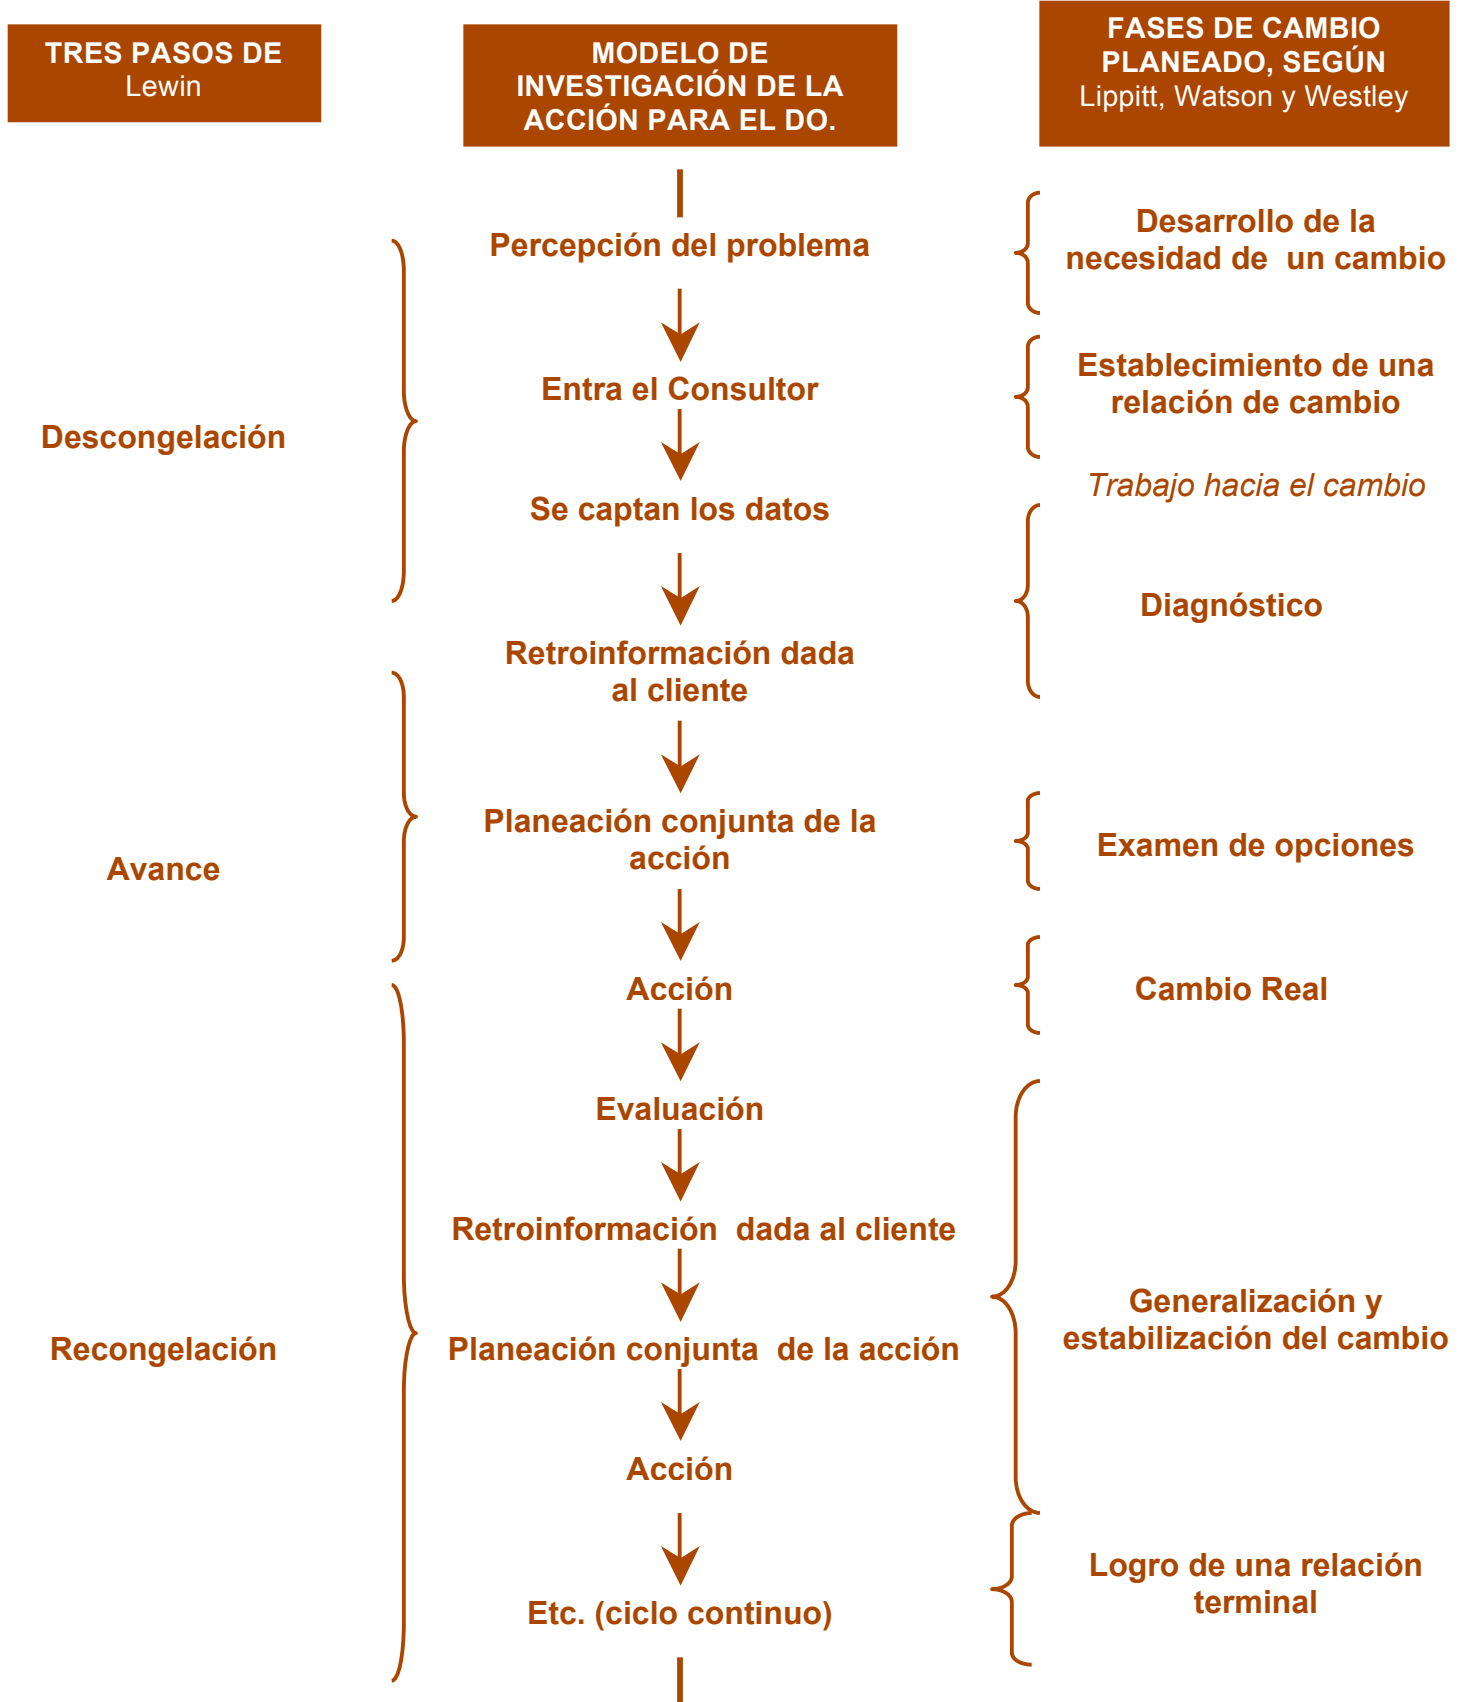 TRES PASOS DE
Lewin
MODELO DE
INVESTIGACIÓN DE LA
ACCIÓN PARA EL DO.
FASES DE CAMBIO
PLANEADO, SEGÚN
Lippitt, Watson y Westley
Descongelación
Avance
Recongelación
Percepción del problema
Entra el Consultor
Se captan los datos
Retroinformación dada
al cliente
Planeación conjunta de la
acción
Acción
Evaluación
Retroinformación dada al cliente
Planeación conjunta de la acción
Acción
Etc. (ciclo continuo)
Desarrollo de la
necesidad de un cambio
Establecimiento de una
relación de cambio
Trabajo hacia el cambio
Diagnóstico
Examen de opciones
Cambio Real
Generalización y
estabilización del cambio
Logro de una relación
terminal